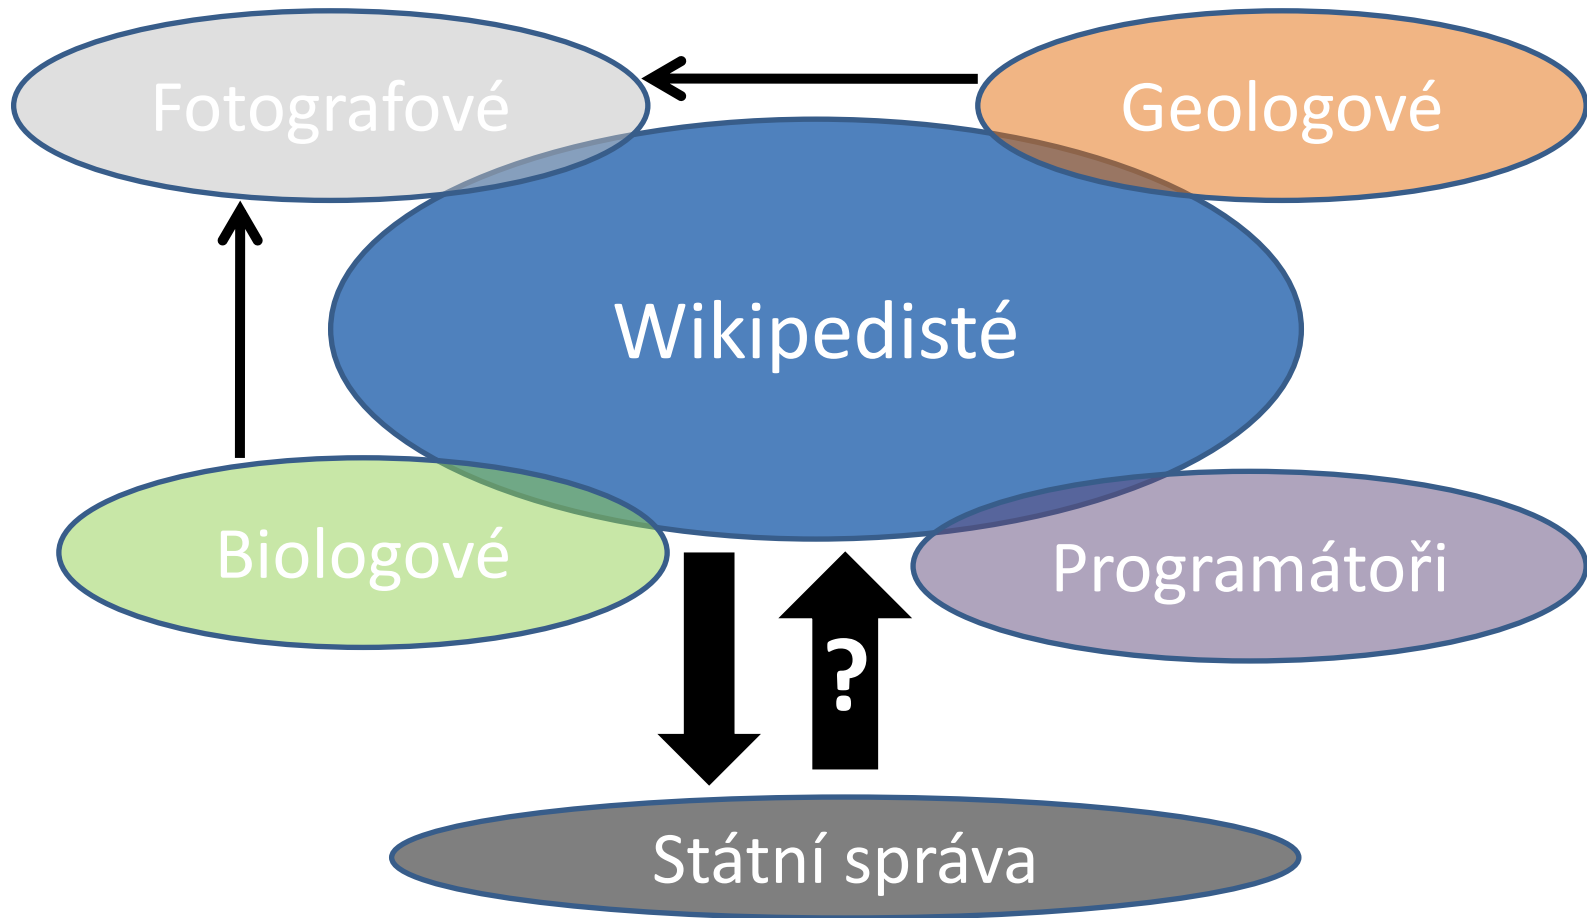 Fotografové
Geologové
Wikipedisté
Biologové
Programátoři
?
Státní správa